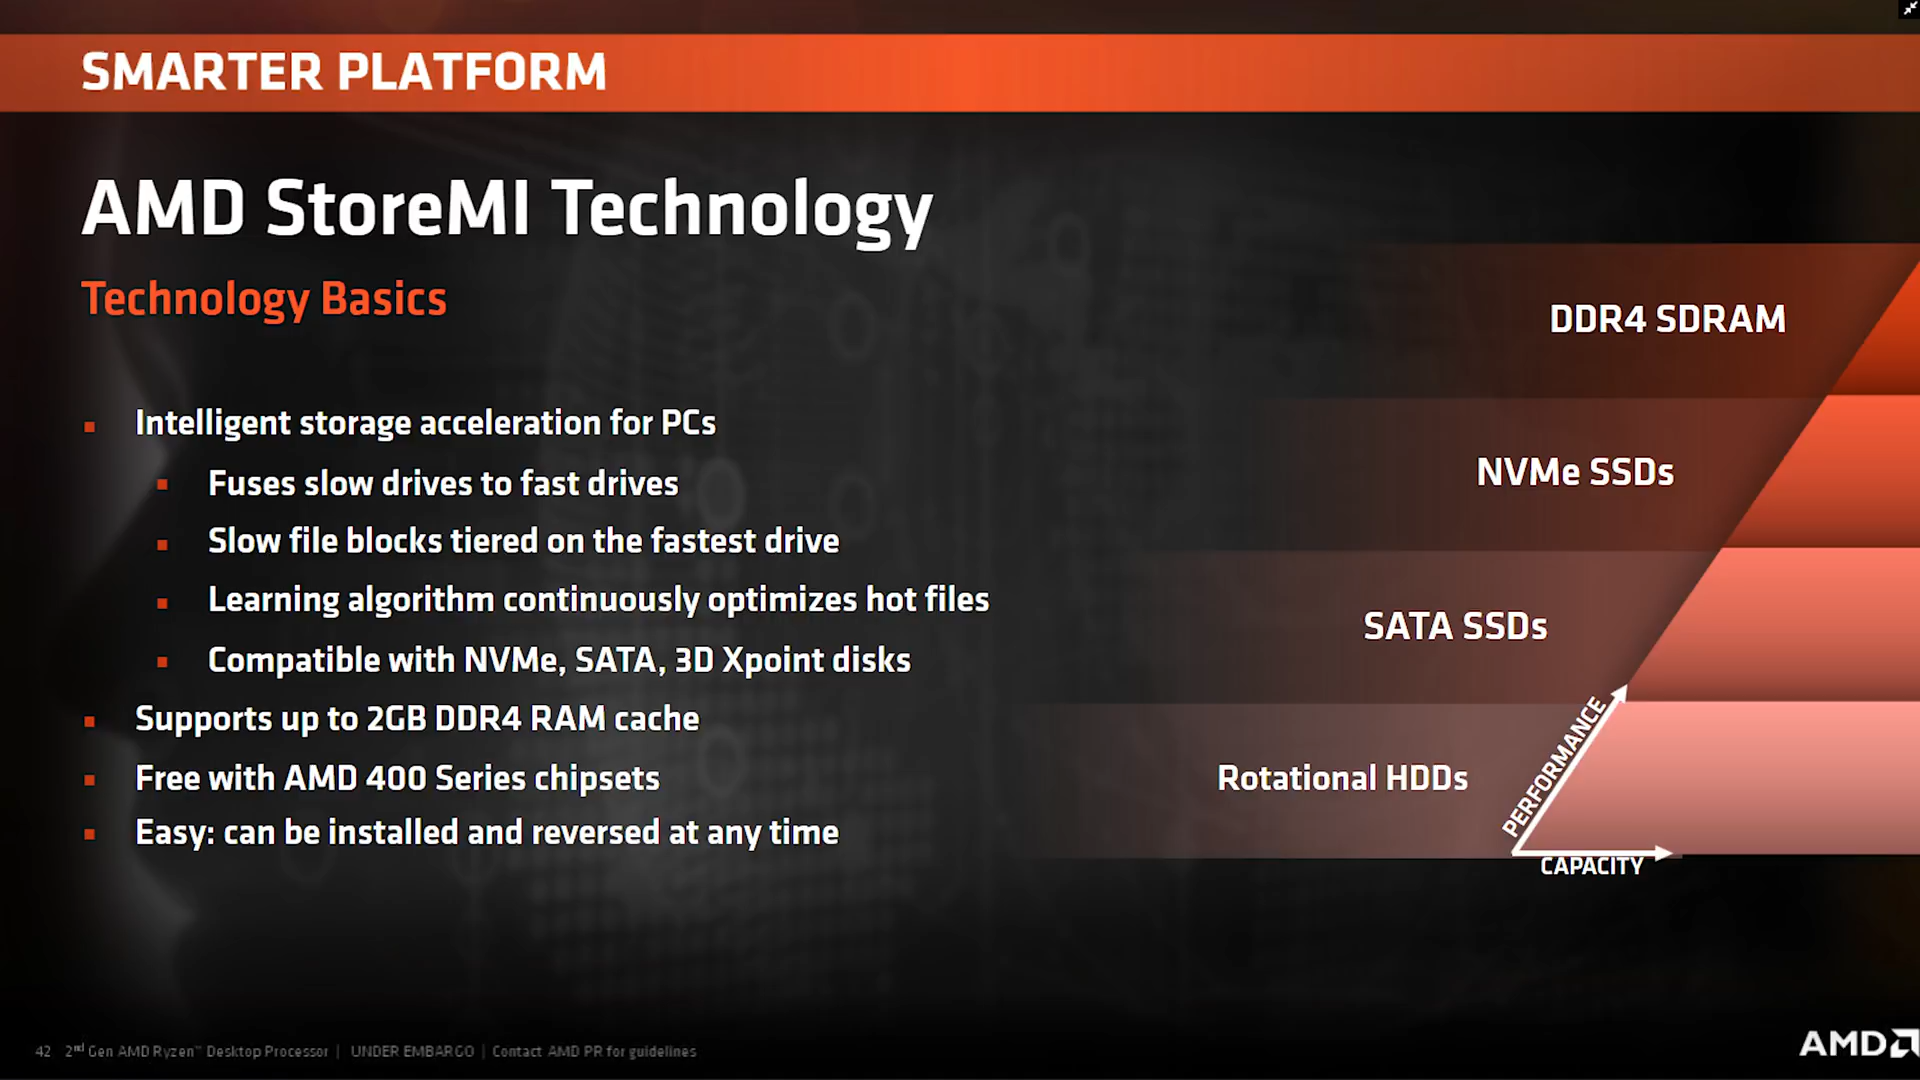 SMARTER PLATFORM
AMD StoreMI Technology
Technology Basics
Intelligent storage acceleration for PCs
Fuses slow drives to fast drives
Slow file blocks tiered on the fastest drive
Learning algorithm continuously optimizes hot files
Compatible with NVMe, SATA, 3D Xpoint disks
Supports up to 2GB DDR4 RAM cache
Free with AMD 400 Series chipsets
Easy: can be installed and reversed at any time
DDR4 SDRAM
NVMe SSDs
SATA SSDs
Rotational HDDs
PERFORMANCE
CAPACITY
42 2nd Gen AMD Ryzen™ Desktop Processor | UNDER EMBARGO | Contact AMD PR for guidelines
AMD